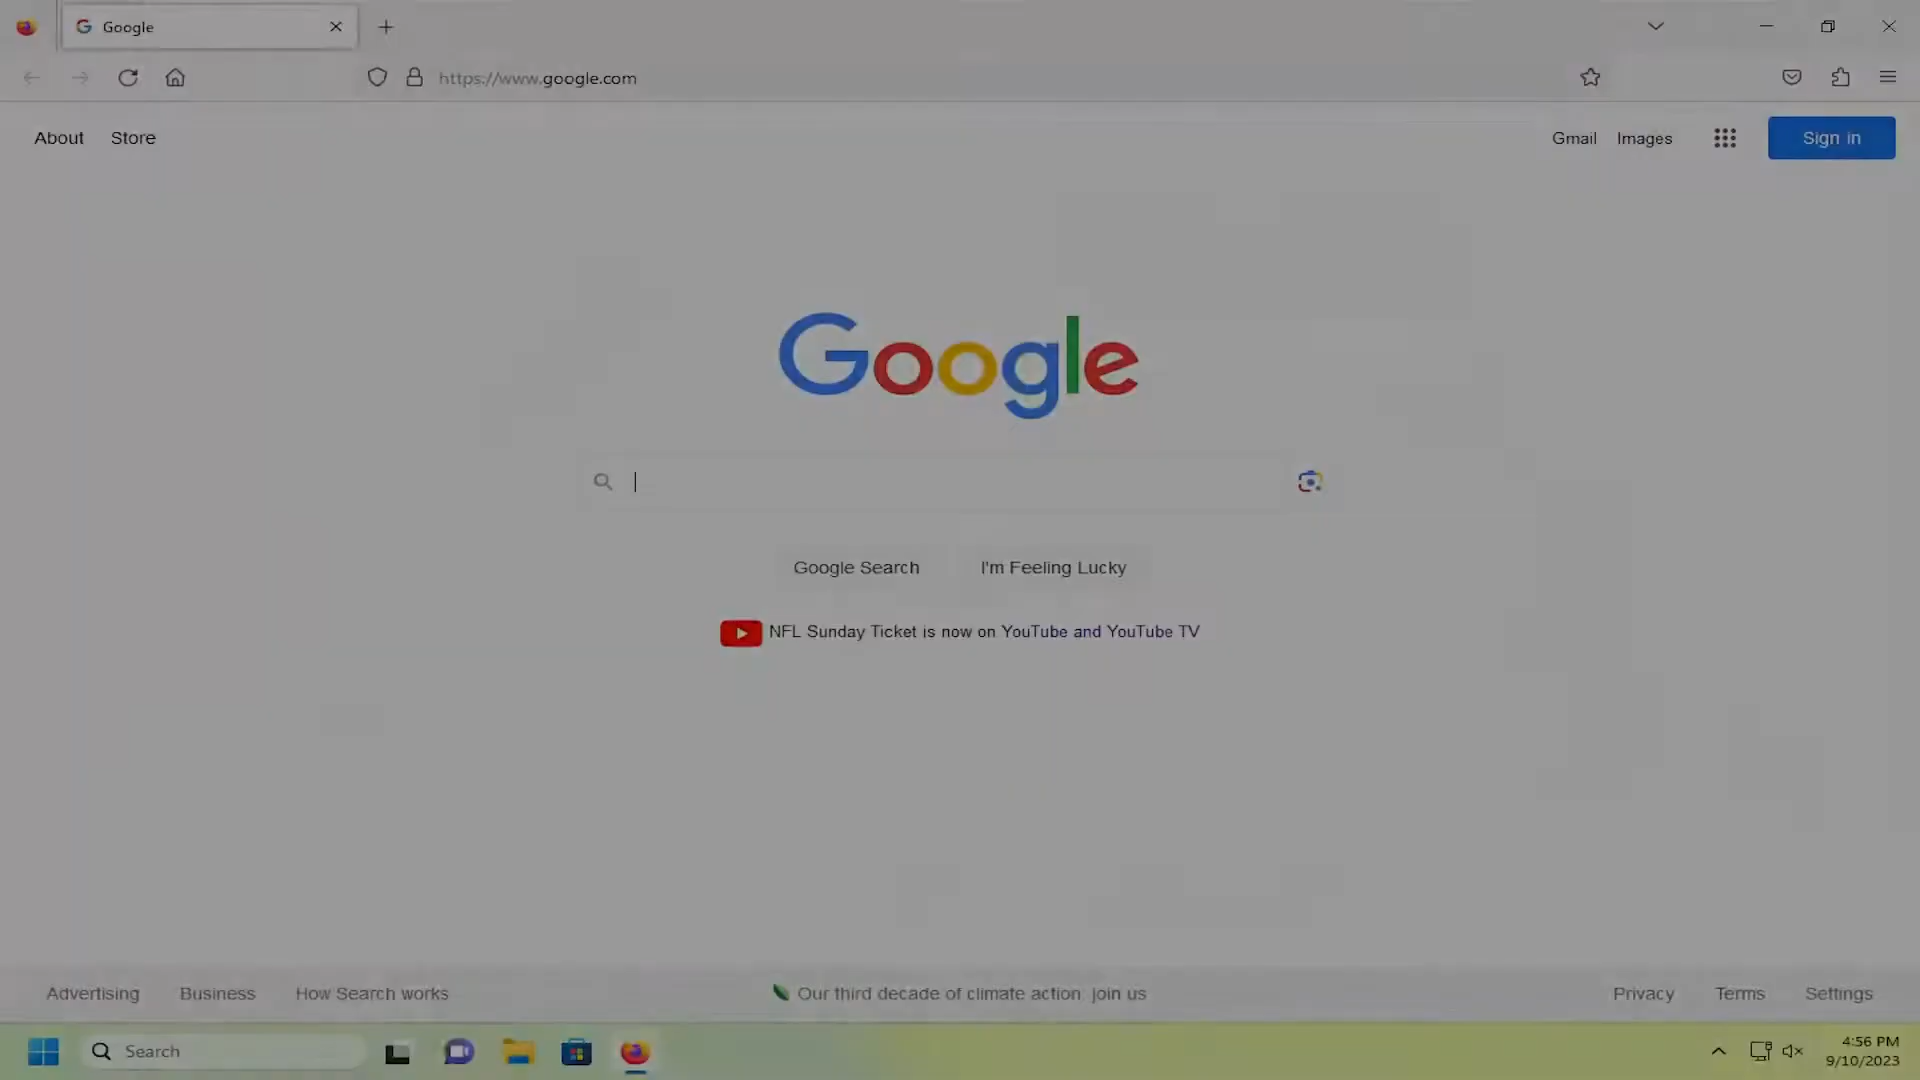 Google
https://www.google.com
About Store
Gmail Images Sign in
Google
Google Search I'm Feeling Lucky
NFL Sunday Ticket is now on YouTube and YouTube TV
Advertising Business How Search works
Our third decade of climate action: join us
Privacy Terms Settings
Search
4:56 PM
9/10/2023